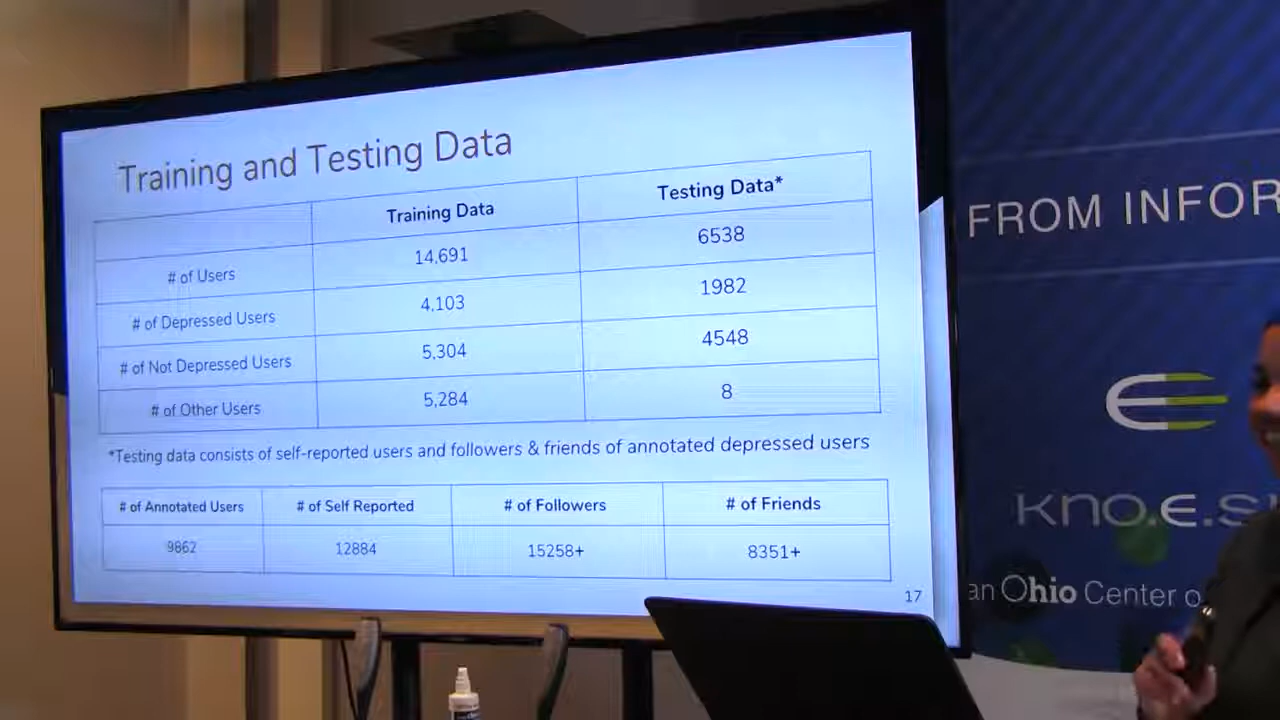 Training and Testing Data
Training Data Testing Data*
# of Users 14,691 6538
# of Depressed Users 4,103 1982
# of Not Depressed Users 5,304 4548
# of Other Users 5,284 8
*Testing data consists of self-reported users and followers & friends of annotated depressed users
# of Annotated Users # of Self Reported # of Followers # of Friends
9862 12884 15258+ 8351+
17
FROM INFOR
kno.e.s
an Ohio Center o